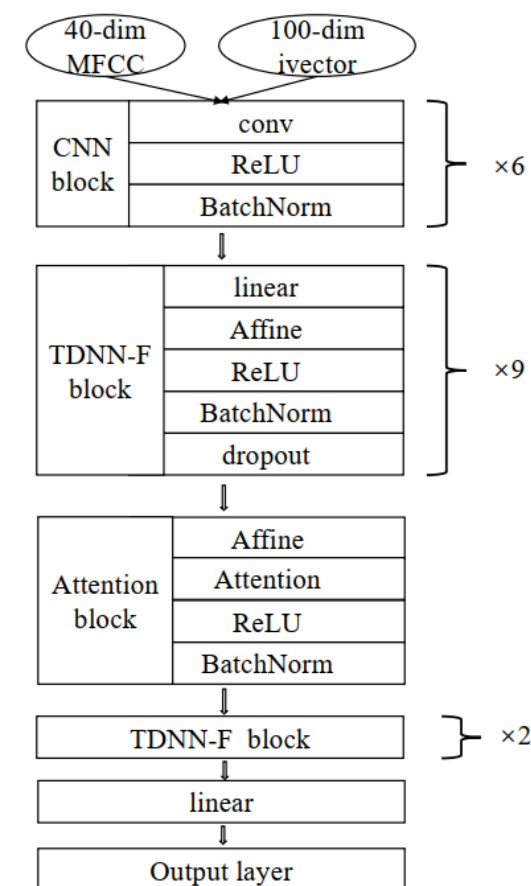 40-dim
MFCC
100-dim
ivector
CNN
block
conv
ReLU
BatchNorm
×6
TDNN-F
block
linear
Affine
ReLU
BatchNorm
dropout
×9
Attention
block
Affine
Attention
ReLU
BatchNorm
TDNN-F block
×2
linear
Output layer